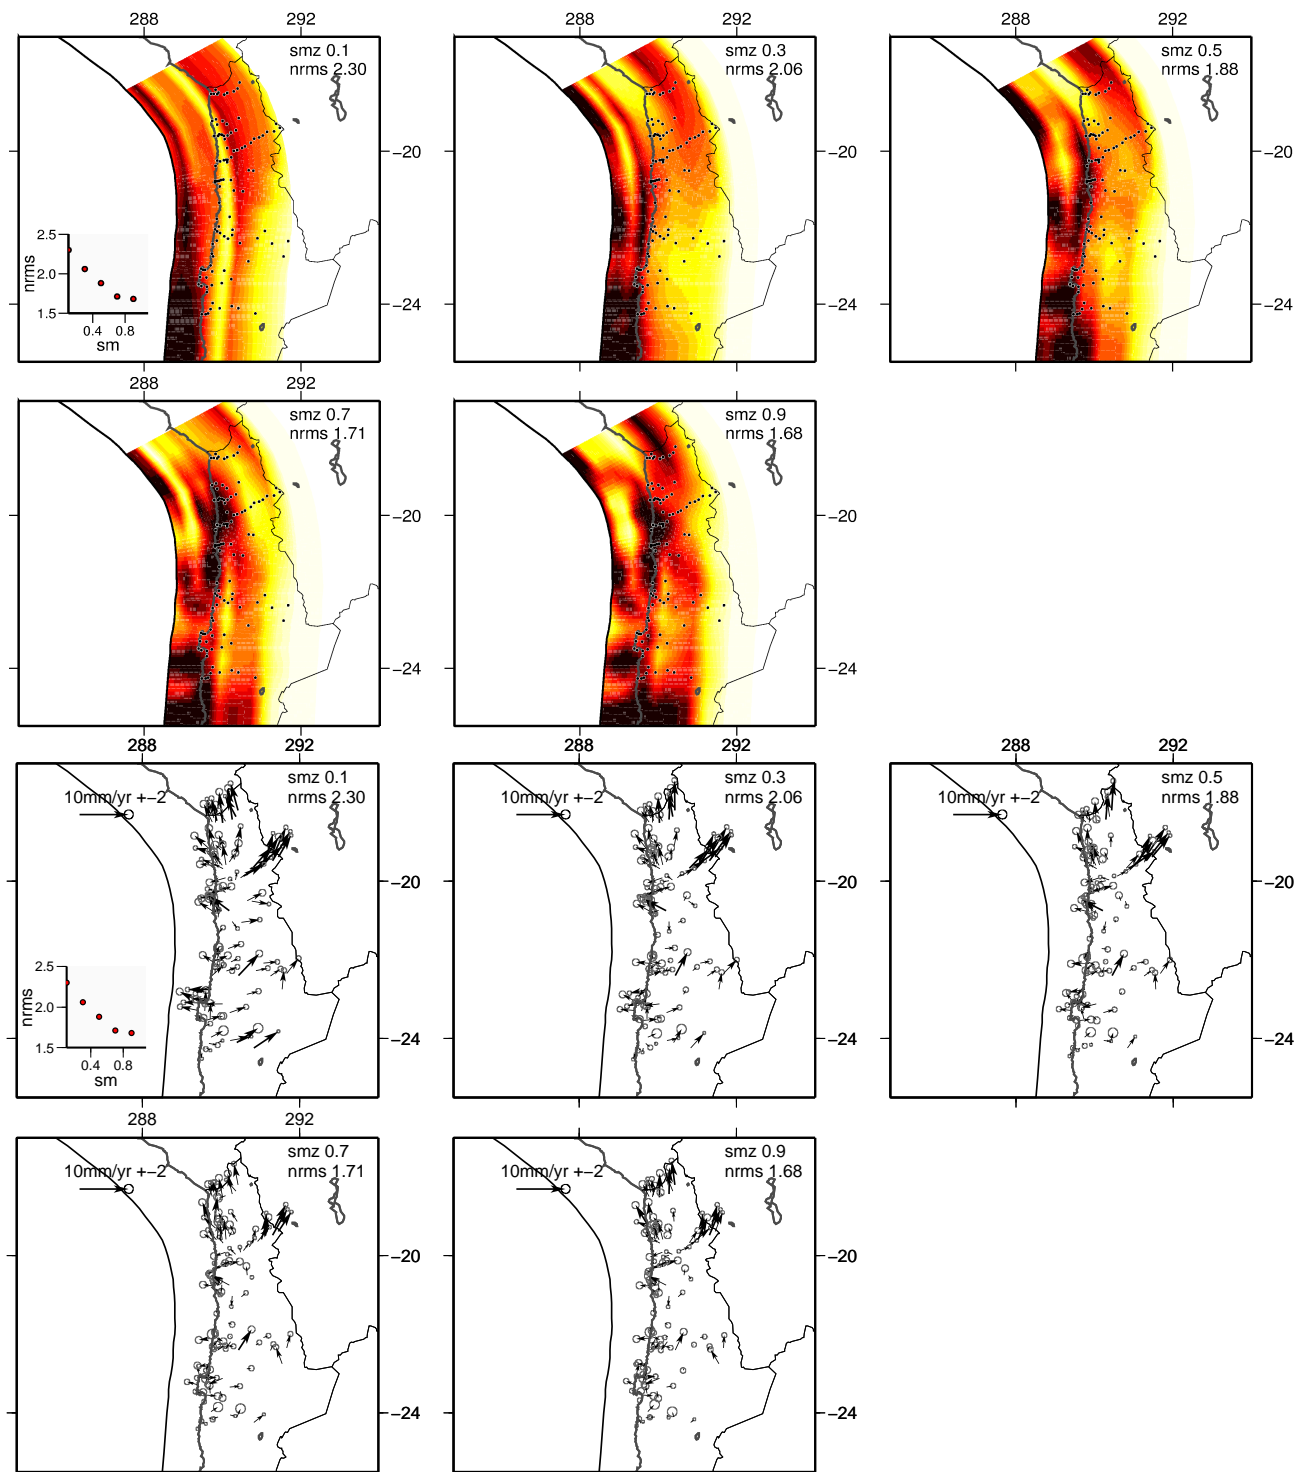 288 292 288 292 288 292
smz 0.1
nrms 2.30
smz 0.3
nrms 2.06
smz 0.5
nrms 1.88
−20
−20
−20
−24
−24
−24
2.5
2.0
1.5
nrms
0.4 0.8
sm
288 292 288 292
smz 0.7
nrms 1.71
smz 0.9
nrms 1.68
−20
−20
−24
−24
288 292 288 292 288 292
smz 0.1
nrms 2.30
10mm/yr +−2
smz 0.3
nrms 2.06
10mm/yr +−2
smz 0.5
nrms 1.88
10mm/yr +−2
−20
−20
−20
−24
−24
−24
2.5
2.0
1.5
nrms
0.4 0.8
sm
288 292 288 292
smz 0.7
nrms 1.71
10mm/yr +−2
smz 0.9
nrms 1.68
10mm/yr +−2
−20
−20
−24
−24